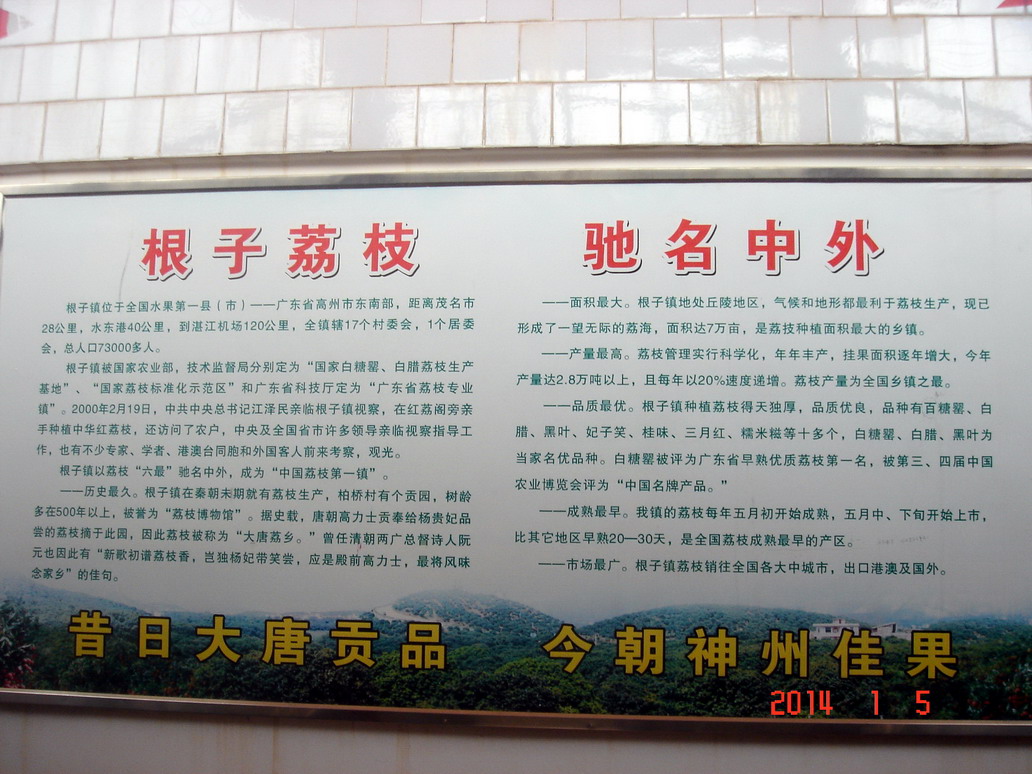 根子荔枝 驰名中外
根子镇位于全国水果第一县（市）——广东省高州市东南部，距离茂名市
28公里，水东港40公里，到湛江机场120公里，全镇辖17个村委会，1个居委
会，总人口73000多人。
根子镇被国家农业部，技术监督局分别定为“国家白糖罂、白腊荔枝生产
基地”、“国家荔枝标准化示范区”和广东省科技厅定为“广东省荔枝专业
镇”。2000年2月19日，中共中央总书记江泽民亲临根子镇视察，在红荔阁旁亲
手种植中华红荔枝，还访问了农户，中央及全国省市许多领导亲临视察指导工
作，也有不少专家、学者、港澳台同胞和外国客人前来考察，观光。
根子镇以荔枝“六最”驰名中外，成为“中国荔枝第一镇”。
——历史最久。根子镇在秦朝末期就有荔枝生产，柏桥村有个贡园，树龄
多在500年以上，被誉为“荔枝博物馆”。据史载，唐朝高力士贡奉给杨贵妃品
尝的荔枝摘于此园，因此荔枝被称为“大唐荔乡。”曾任清朝两广总督诗人阮
元也因此有“新歌初谱荔枝香，岂独杨妃带笑尝，应是殿前高力士，最将风味
念家乡”的佳句。
——面积最大。根子镇地处丘陵地区，气候和地形都最利于荔枝生产，现已
形成了一望无际的荔海，面积达7万亩，是荔技种植面积最大的乡镇。
——产量最高。荔枝管理实行科学化，年年丰产，挂果面积逐年增大，今年
产量达2.8万吨以上，且每年以20%速度递增。荔枝产量为全国乡镇之最。
——品质最优。根子镇种植荔枝得天独厚，品质优良，品种有百糖罂、白
腊、黑叶、妃子笑、桂味、三月红、糯米糍等十多个，白糖罂、白腊、黑叶为
当家名优品种。白糖罂被评为广东省早熟优质荔枝第一名，被第三、四届中国
农业博览会评为“中国名牌产品。”
——成熟最早。我镇的荔枝每年五月初开始成熟，五月中、下旬开始上市，
比其它地区早熟20—30天，是全国荔枝成熟最早的产区。
——市场最广。根子镇荔枝销往全国各大中城市，出口港澳及国外。
昔日大唐贡品 今朝神州佳果
2014 1 5